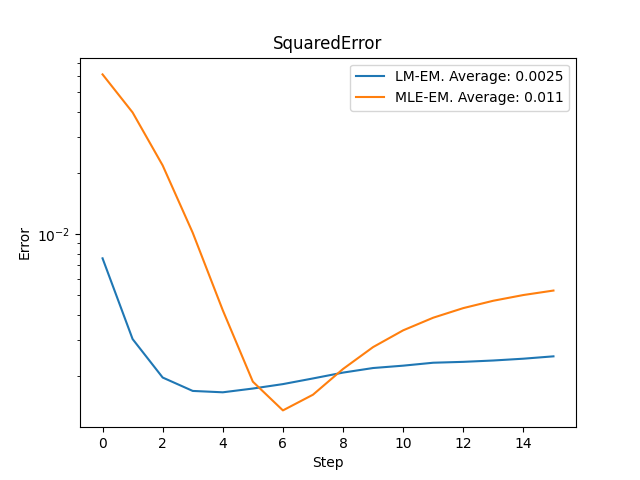 SquaredError
LM-EM. Average: 0.0025
MLE-EM. Average: 0.011
Error
10⁻²
0 2 4 6 8 10 12 14
Step